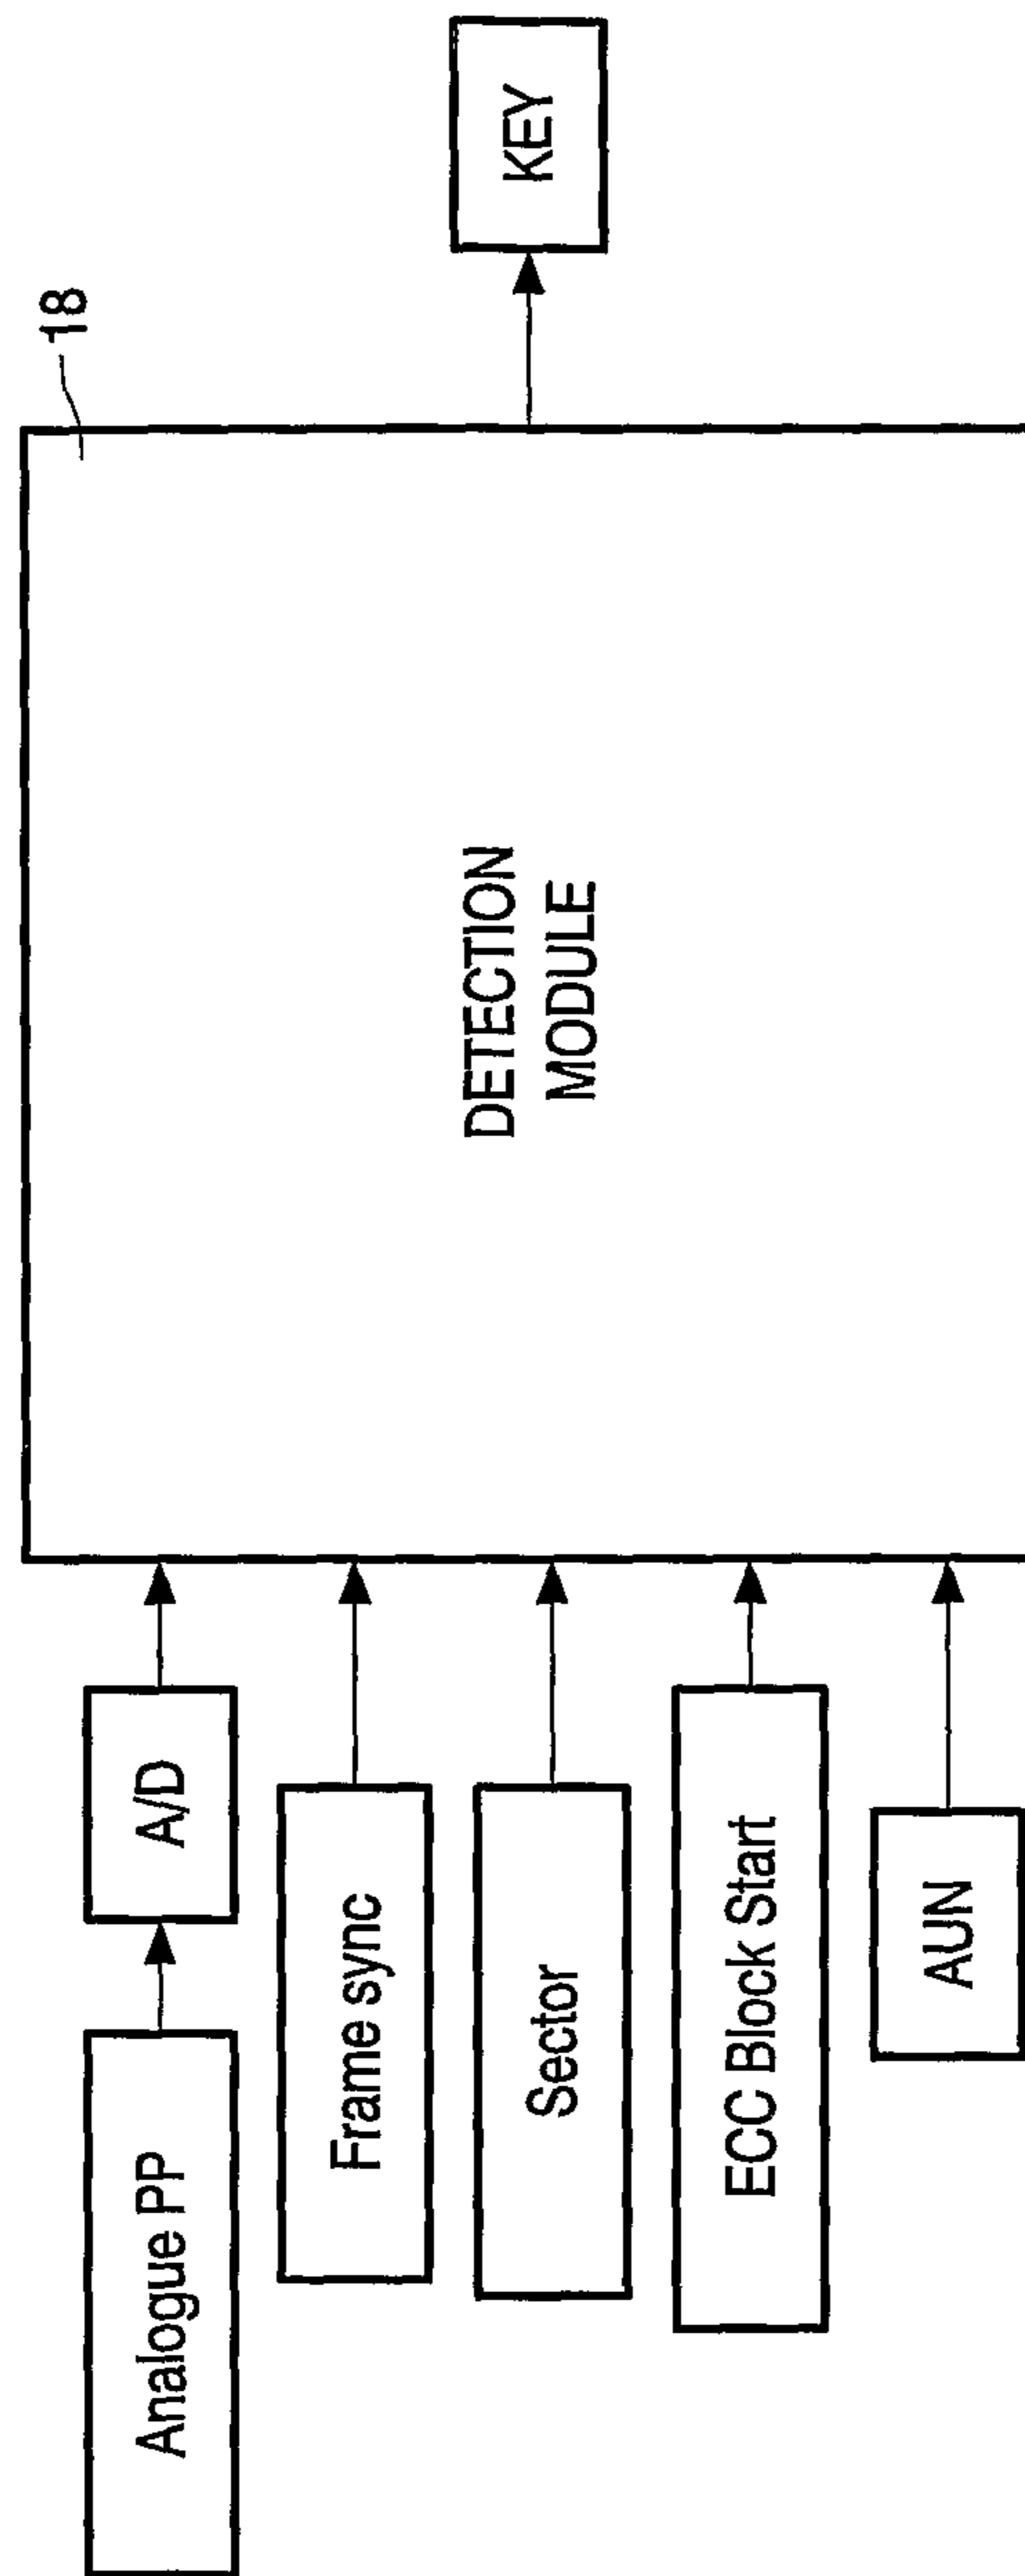 Analogue PP
A/D
Frame sync
Sector
ECC Block Start
AUN
DETECTION
MODULE
18
KEY